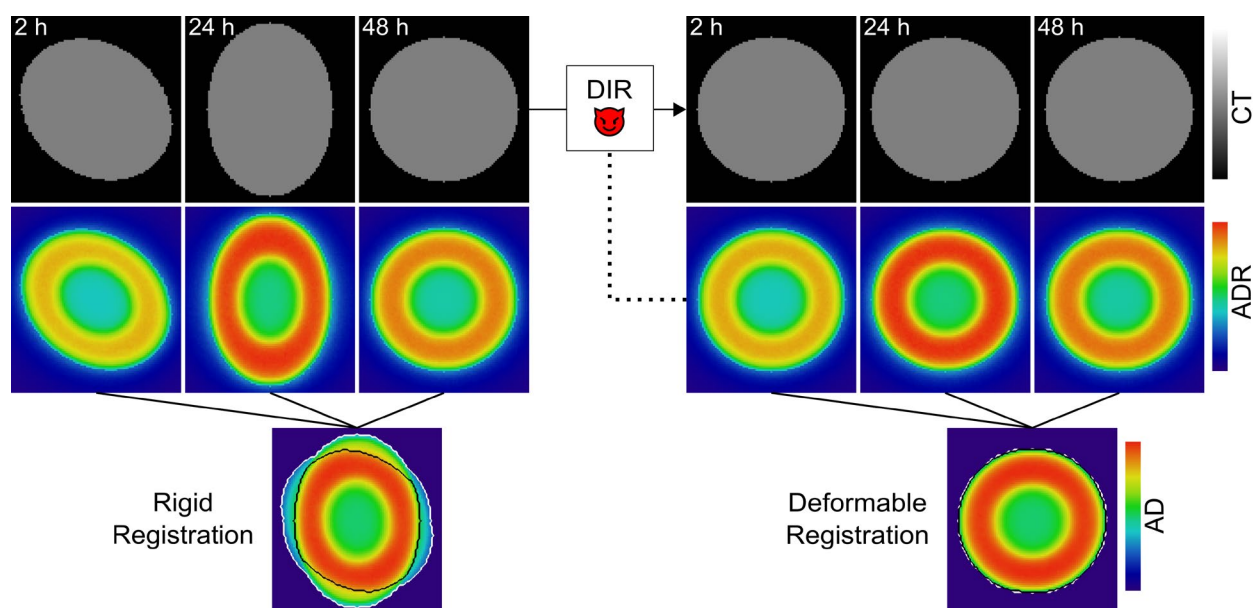 2 h
24 h
48 h
DIR
2 h
24 h
48 h
CT
ADR
Rigid
Registration
Deformable
Registration
AD